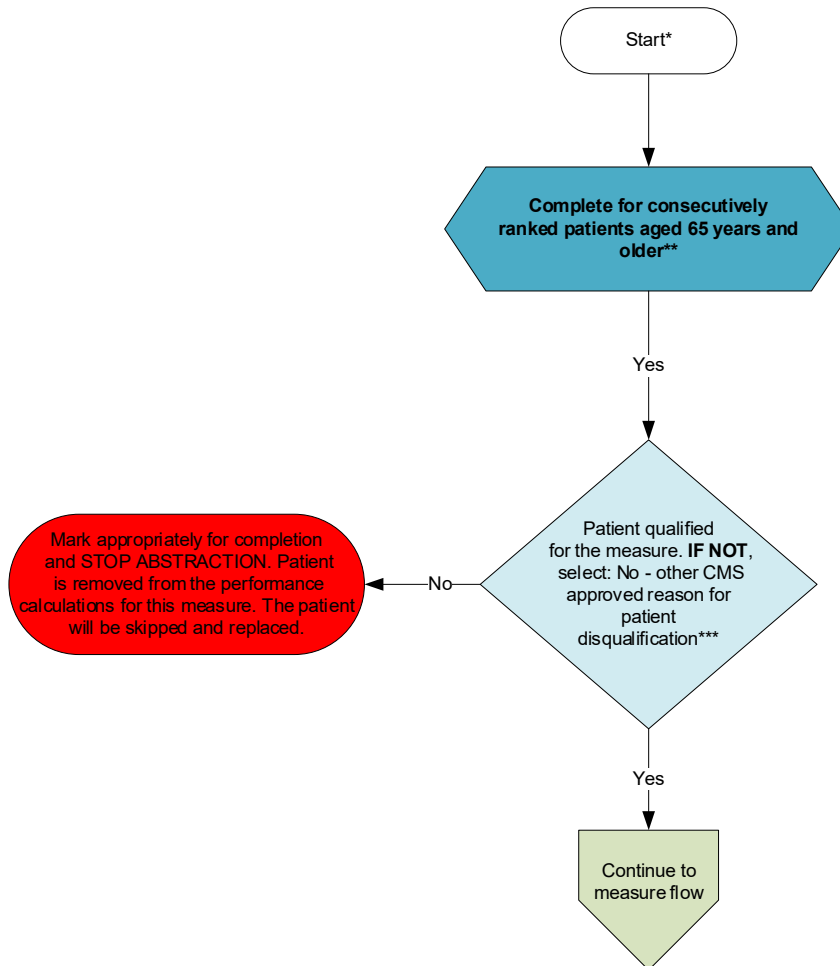 Start*
Complete for consecutively
ranked patients aged 65 years and
older**
Yes
Patient qualified
for the measure. IF NOT,
select: No - other CMS
approved reason for
patient
disqualification***
No
Mark appropriately for completion
and STOP ABSTRACTION. Patient
is removed from the performance
calculations for this measure. The patient
will be skipped and replaced.
Yes
Continue to
measure flow